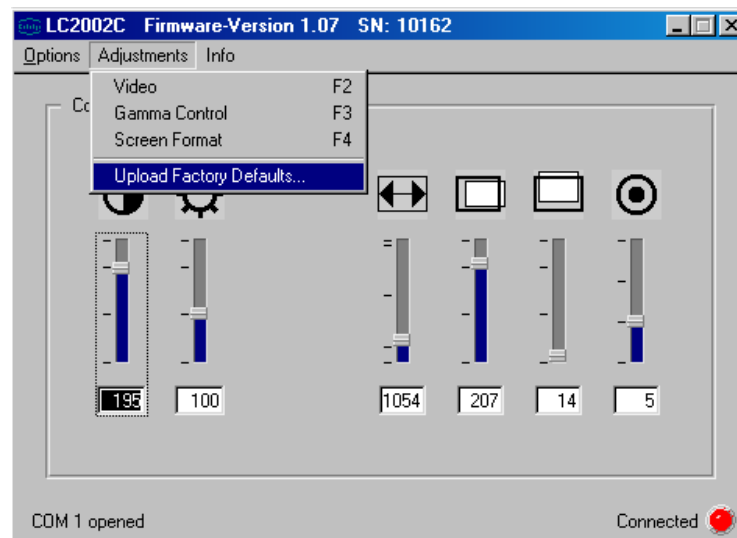 LC2002C Firmware-Version 1.07 SN: 10162
Options Adjustments Info
Video F2
Gamma Control F3
Screen Format F4
Upload Factory Defaults...
195 100 1054 207 14 5
COM 1 opened Connected